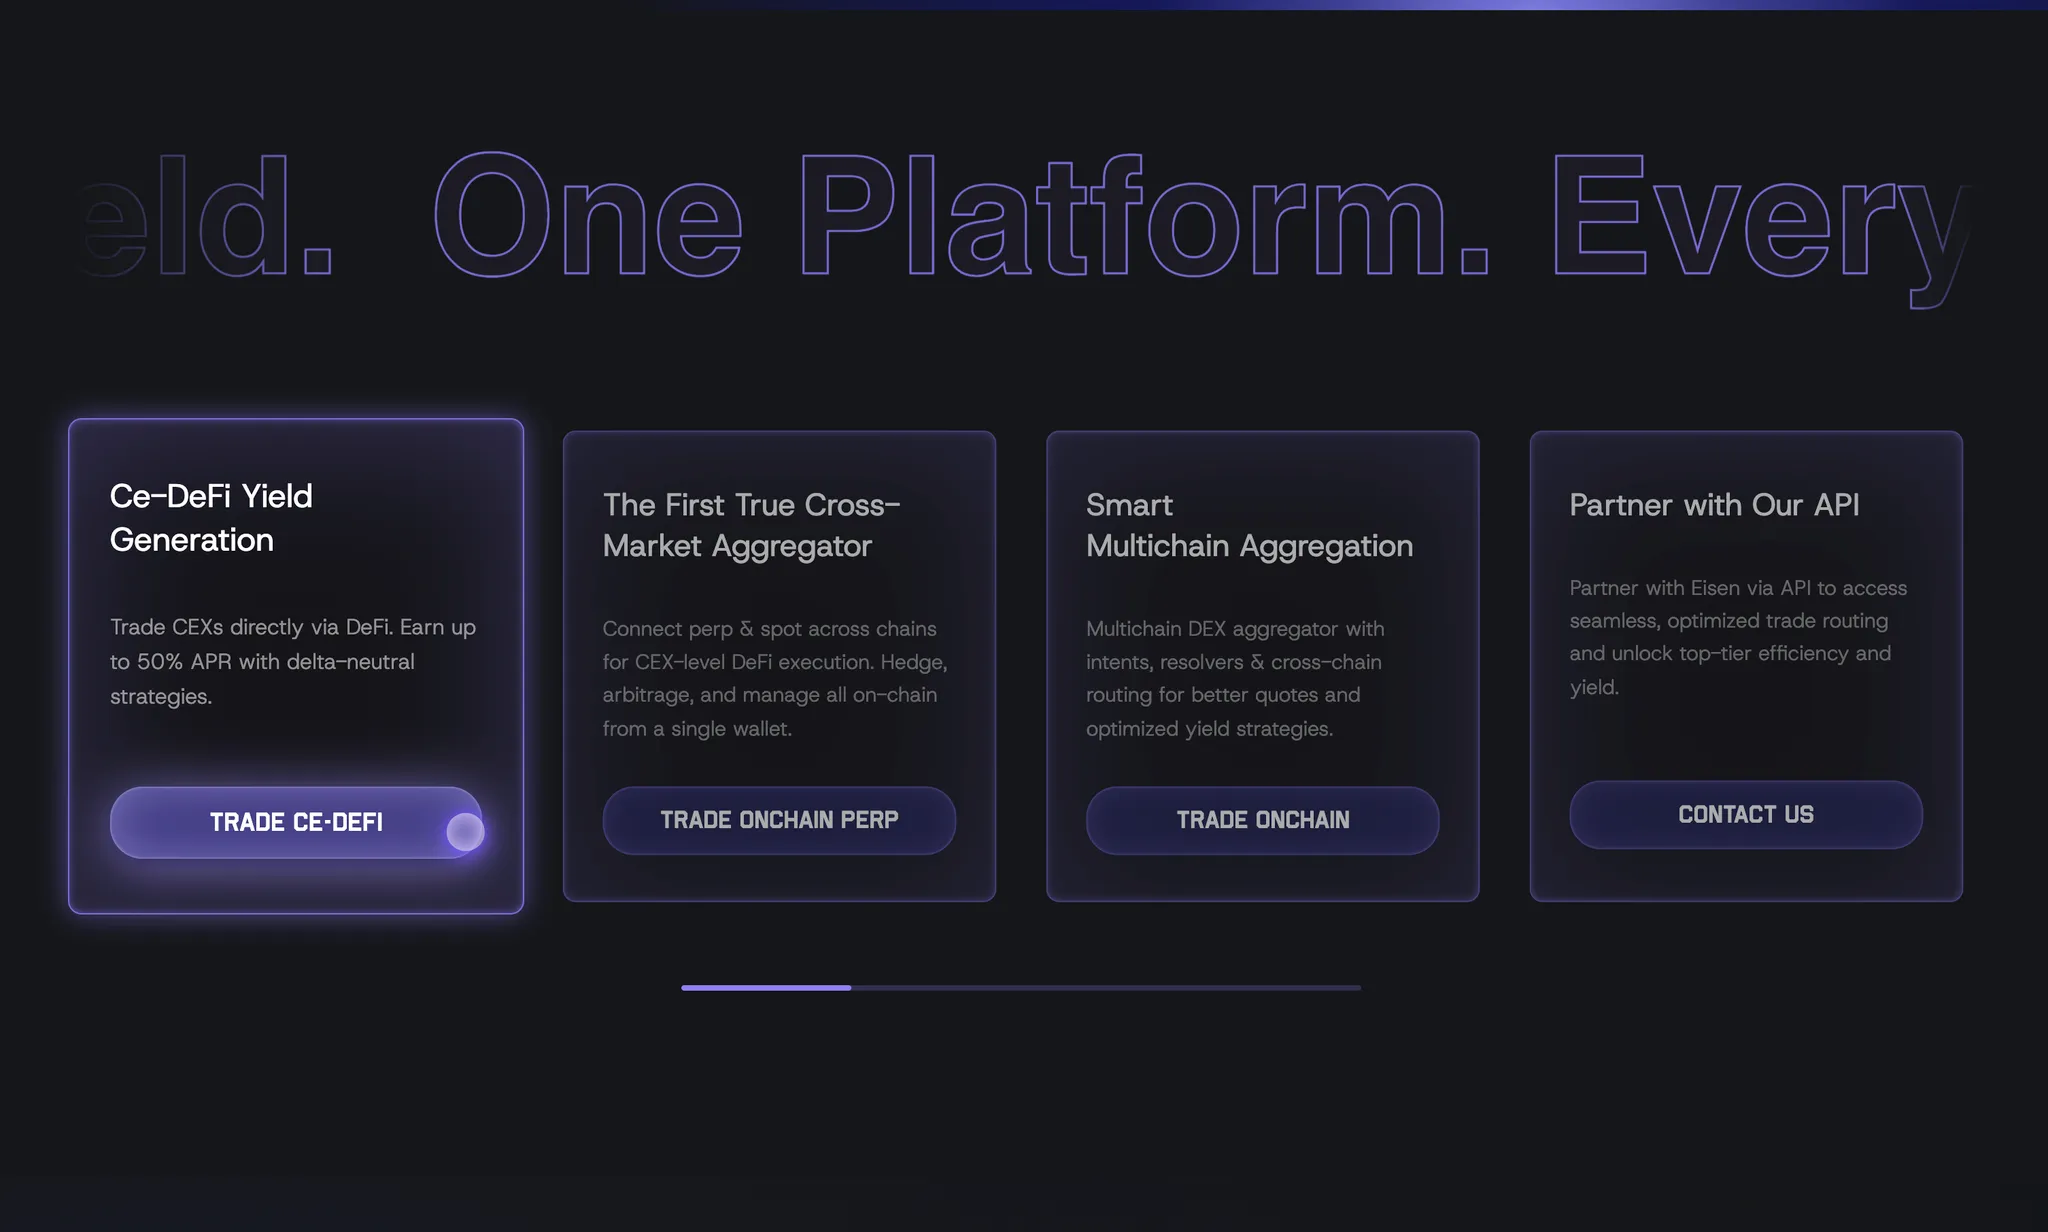 eld. One Platform. Every
Ce-DeFi Yield
Generation
Trade CEXs directly via DeFi. Earn up
to 50% APR with delta-neutral
strategies.
TRADE CE-DEFI
The First True Cross-
Market Aggregator
Connect perp & spot across chains
for CEX-level DeFi execution. Hedge,
arbitrage, and manage all on-chain
from a single wallet.
TRADE ONCHAIN PERP
Smart
Multichain Aggregation
Multichain DEX aggregator with
intents, resolvers & cross-chain
routing for better quotes and
optimized yield strategies.
TRADE ONCHAIN
Partner with Our API
Partner with Eisen via API to access
seamless, optimized trade routing
and unlock top-tier efficiency and
yield.
CONTACT US